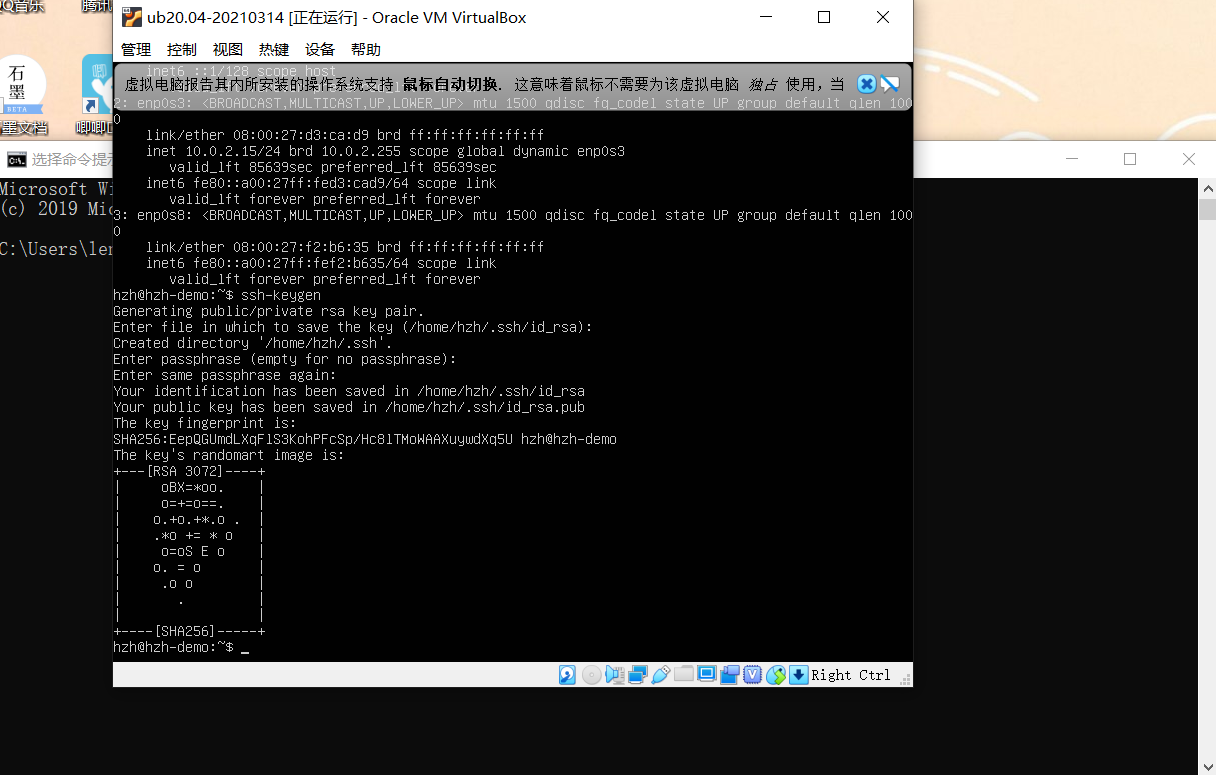 QQ音乐
腾讯
石墨
BETA
墨文档
唧唧D
ub20.04-20210314 [正在运行] - Oracle VM VirtualBox
管理 控制 视图 热键 设备 帮助
inet6 ::1/128 scope host
虚拟电脑报告其内所安装的操作系统支持 鼠标自动切换. 这意味着鼠标不需要为该虚拟电脑 独占 使用，当
2: enp0s3: <BROADCAST,MULTICAST,UP,LOWER_UP> mtu 1500 qdisc fq_codel state UP group default qlen 100
0
link/ether 08:00:27:d3:ca:d9 brd ff:ff:ff:ff:ff:ff
inet 10.0.2.15/24 brd 10.0.2.255 scope global dynamic enp0s3
valid_lft 85639sec preferred_lft 85639sec
inet6 fe80::a00:27ff:fed3:cad9/64 scope link
valid_lft forever preferred_lft forever
3: enp0s8: <BROADCAST,MULTICAST,UP,LOWER_UP> mtu 1500 qdisc fq_codel state UP group default qlen 100
0
link/ether 08:00:27:f2:b6:35 brd ff:ff:ff:ff:ff:ff
inet6 fe80::a00:27ff:fef2:b635/64 scope link
valid_lft forever preferred_lft forever
hzh@hzh-demo:~$ ssh-keygen
Generating public/private rsa key pair.
Enter file in which to save the key (/home/hzh/.ssh/id_rsa):
Created directory '/home/hzh/.ssh'.
Enter passphrase (empty for no passphrase):
Enter same passphrase again:
Your identification has been saved in /home/hzh/.ssh/id_rsa
Your public key has been saved in /home/hzh/.ssh/id_rsa.pub
The key fingerprint is:
SHA256:EepQGUmdLXqFlS3KohPFcSp/Hc8lTMoWAAXuywdXq5U hzh@hzh-demo
The key's randomart image is:
+---[RSA 3072]----+
|     oBX=*oo.    |
|     o=+=o==.    |
|    o.+o.+*.o .  |
|    .*o += * o   |
|     o=oS E o    |
|    o. = o       |
|     .o o        |
|       .         |
|                 |
+----[SHA256]-----+
hzh@hzh-demo:~$ _
Right Ctrl
选择命令提示
Microsoft Wi
(c) 2019 Mic
C:\Users\len